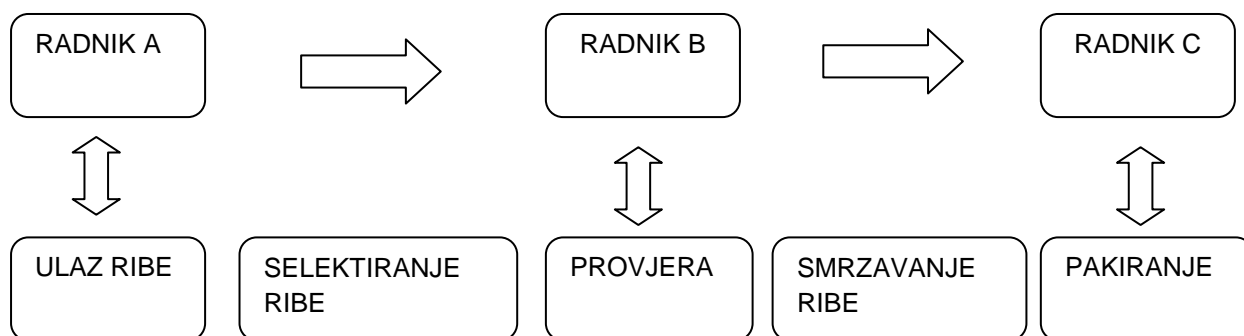 RADNIK A
RADNIK B
RADNIK C
ULAZ RIBE
SELEKTIRANJE
RIBE
PROVJERA
SMRZAVANJE
RIBE
PAKIRANJE